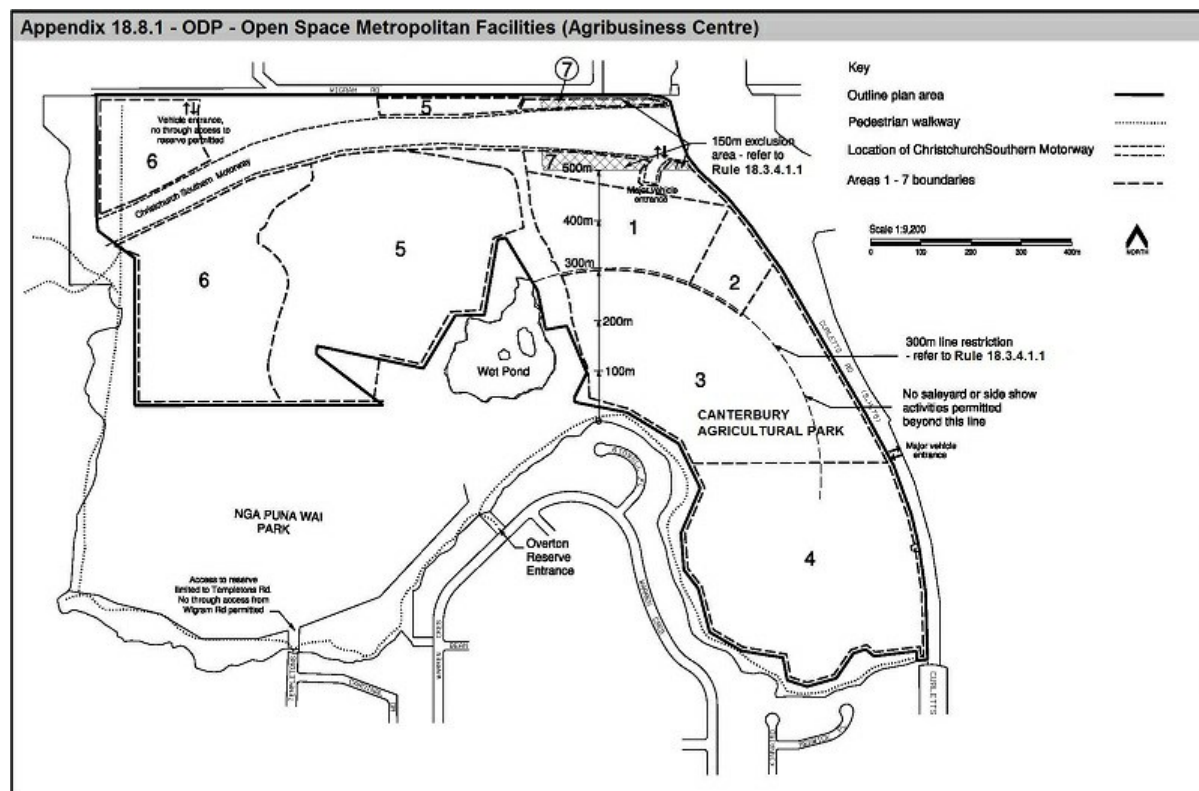 Appendix 18.8.1 - ODP - Open Space Metropolitan Facilities (Agribusiness Centre)
7
WIGRAM RD
Key
Outline plan area
Pedestrian walkway
Location of ChristchurchSouthern Motorway
Areas 1 - 7 boundaries
Scale 1:9,200
0 100 200 300 400m
NORTH
Vehicle entrance,
no through access to
reserve permitted
6
5
Christchurch Southern Motorway
7
150m exclusion
area - refer to
Rule 18.3.4.1.1
Major vehicle
entrance
500m
400m
300m
200m
100m
1
2
5
6
3
4
Wet Pond
CANTERBURY
AGRICULTURAL PARK
300m line restriction
- refer to Rule 18.3.4.1.1
No saleyard or side show
activities permitted
beyond this line
Major vehicle
entrance
CURLETTS RD
NGA PUNA WAI
PARK
Overton
Reserve
Entrance
Access to reserve
limited to Templetons Rd.
No through access from
Wigram Rd permitted
TEMPLETONS
CURLETTS